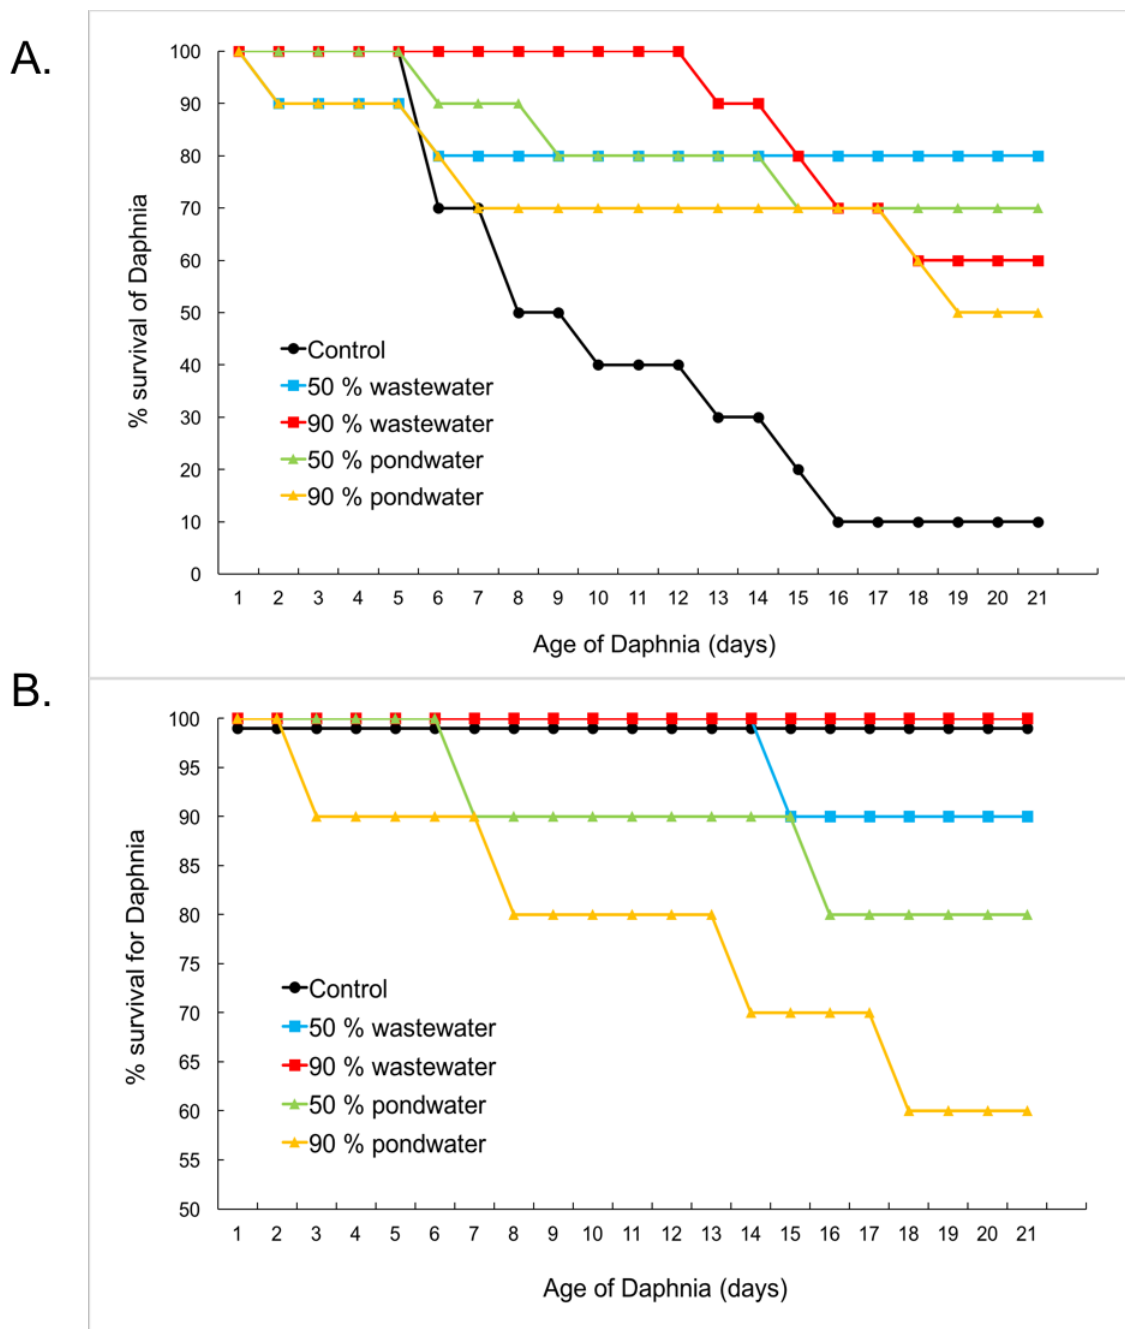 A.
100
90
80
70
60
50
40
30
20
10
0
% survival of Daphnia
Control
50 % wastewater
90 % wastewater
50 % pondwater
90 % pondwater
1 2 3 4 5 6 7 8 9 10 11 12 13 14 15 16 17 18 19 20 21
Age of Daphnia (days)
B.
100
95
90
85
80
75
70
65
60
55
50
% survival for Daphnia
Control
50 % wastewater
90 % wastewater
50 % pondwater
90 % pondwater
1 2 3 4 5 6 7 8 9 10 11 12 13 14 15 16 17 18 19 20 21
Age of Daphnia (days)